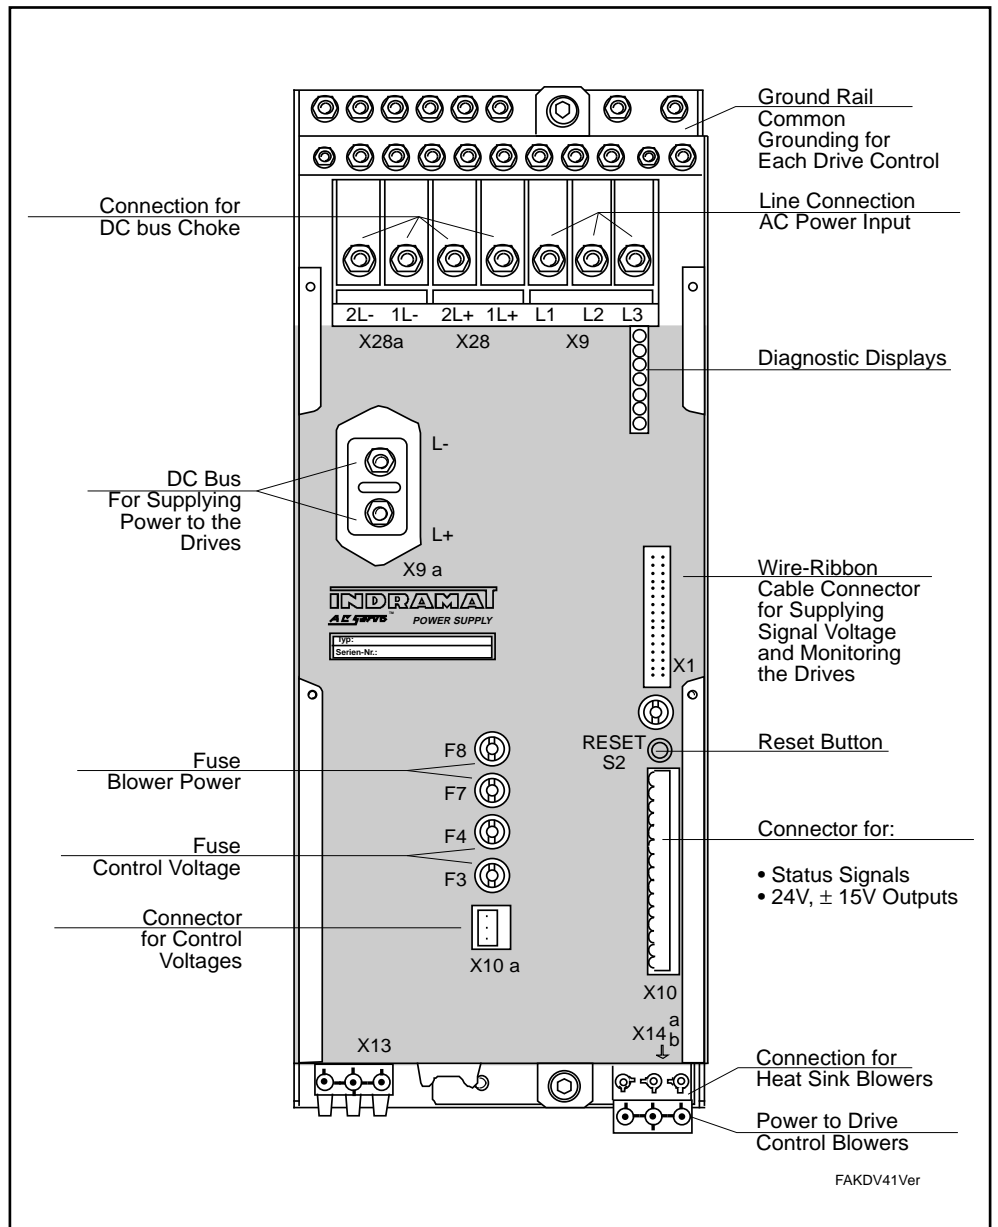 Ground Rail
Common
Grounding for
Each Drive Control
Connection for
DC bus Choke
Line Connection
AC Power Input
2L- 1L- 2L+ 1L+ L1 L2 L3
X28a X28 X9
Diagnostic Displays
L-
DC Bus
For Supplying
Power to the
Drives
L+
X9 a
Wire-Ribbon
Cable Connector
for Supplying
Signal Voltage
and Monitoring
the Drives
INDRAMAT
AC Servo™ POWER SUPPLY
Typ:
Serien-Nr.:
X1
RESET
S2
Reset Button
F8
Fuse
Blower Power
F7
F4
Fuse
Control Voltage
F3
Connector for:
• Status Signals
• 24V, ± 15V Outputs
Connector
for Control
Voltages
X10 a
X10
X14 a
b
X13
Connection for
Heat Sink Blowers
Power to Drive
Control Blowers
FAKDV41Ver